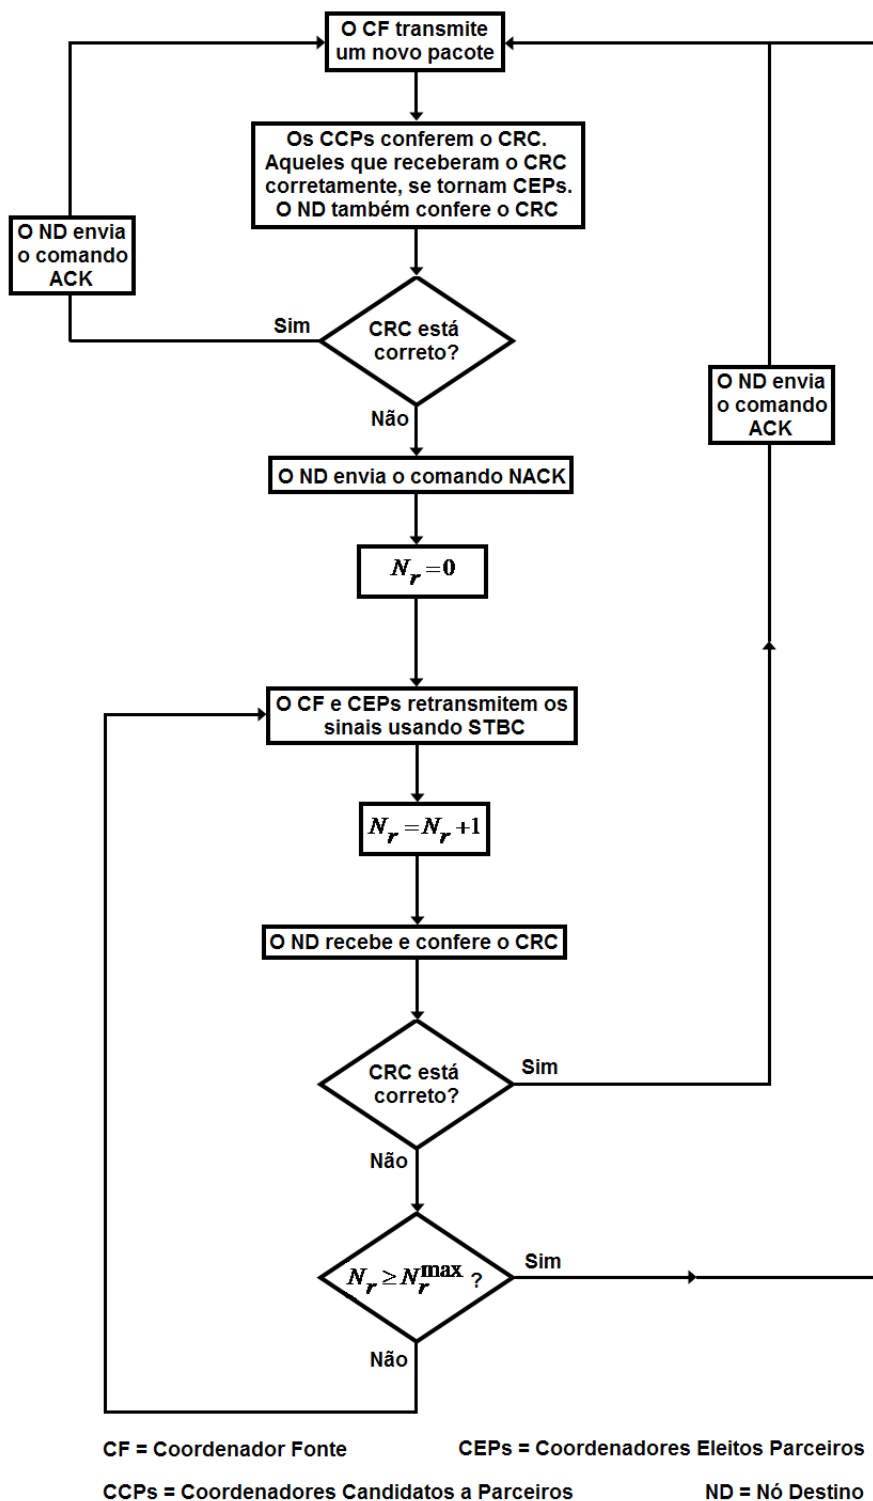 O CF transmite
um novo pacote
Os CCPs conferem o CRC.
Aqueles que receberam o CRC
corretamente, se tornam CEPs.
O ND também confere o CRC
O ND envia
o comando
ACK
Sim
CRC está
correto?
Não
O ND envia
o comando
ACK
O ND envia o comando NACK
N_r = 0
O CF e CEPs retransmitem os
sinais usando STBC
N_r = N_r + 1
O ND recebe e confere o CRC
CRC está
correto?
Sim
Não
N_r ≥ N_r^max ?
Sim
Não
CF = Coordenador Fonte
CEPs = Coordenadores Eleitos Parceiros
CCPs = Coordenadores Candidatos a Parceiros
ND = Nó Destino